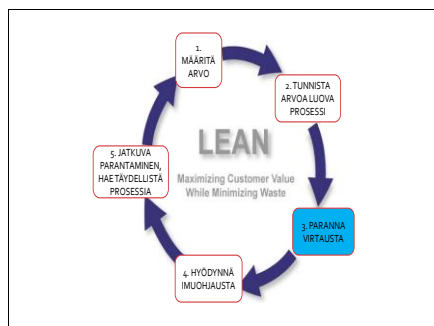 1.
MÄÄRITÄ
ARVO
2. TUNNISTA
ARVOA LUOVA
PROSESSI
LEAN
Maximizing Customer Value
While Minimizing Waste
5. JATKUVA
PARANTAMINEN,
HAE TÄYDELLISTÄ
PROSESSIA
3. PARANNA
VIRTAUSTA
4. HYÖDYNNÄ
IMUOHJAUSTA